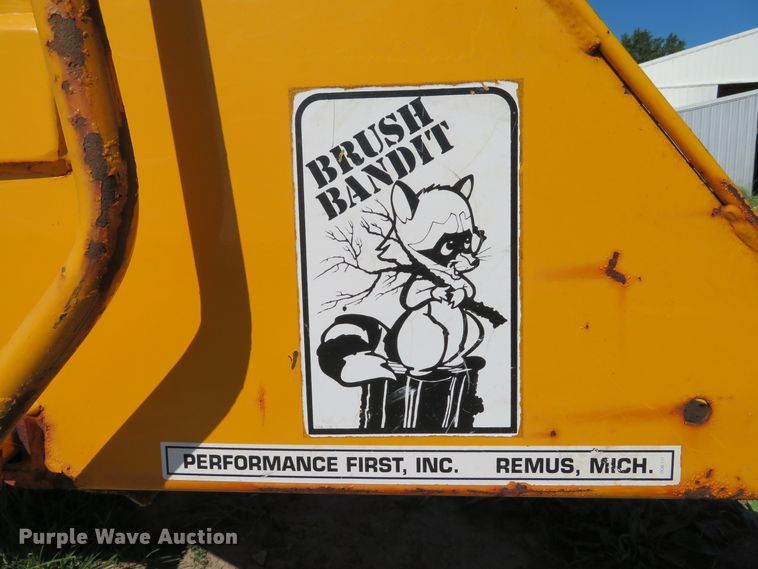 BRUSH
BANDIT
PERFORMANCE FIRST, INC. REMUS, MICH.
Purple Wave Auction